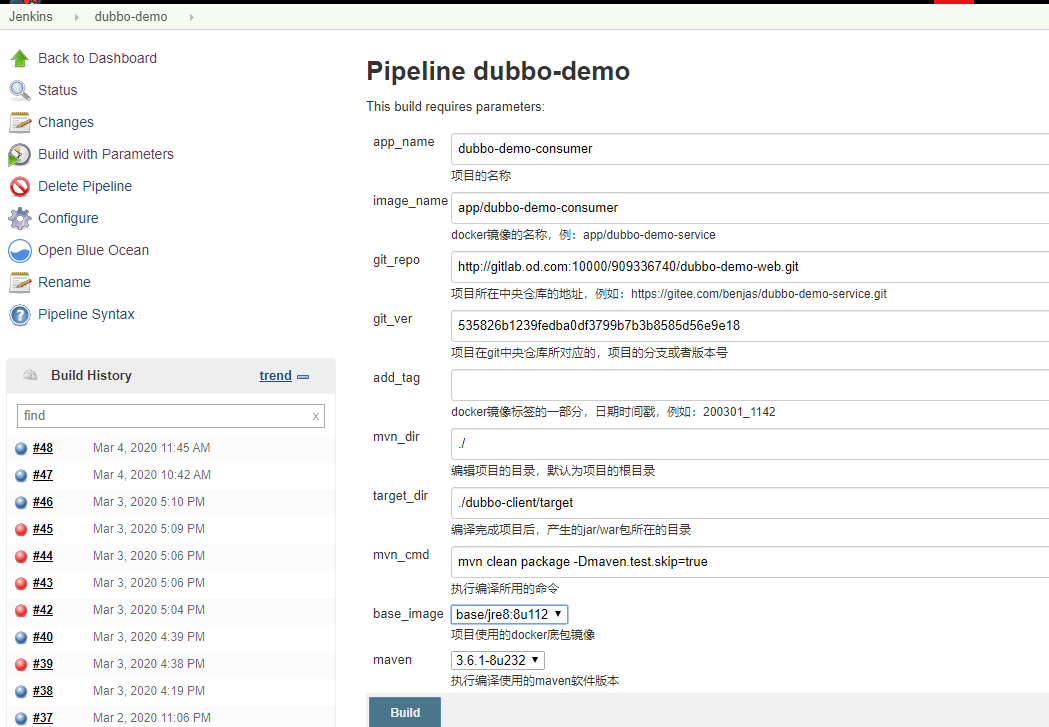 Jenkins dubbo-demo
Back to Dashboard
Status
Changes
Build with Parameters
Delete Pipeline
Configure
Open Blue Ocean
Rename
Pipeline Syntax
Build History trend
find x
#48 Mar 4, 2020 11:45 AM
#47 Mar 4, 2020 10:42 AM
#46 Mar 3, 2020 5:10 PM
#45 Mar 3, 2020 5:09 PM
#44 Mar 3, 2020 5:06 PM
#43 Mar 3, 2020 5:06 PM
#42 Mar 3, 2020 5:04 PM
#40 Mar 3, 2020 4:39 PM
#39 Mar 3, 2020 4:38 PM
#38 Mar 3, 2020 4:19 PM
#37 Mar 2, 2020 11:06 PM
Pipeline dubbo-demo
This build requires parameters:
app_name dubbo-demo-consumer
项目的名称
image_name app/dubbo-demo-consumer
docker镜像的名称，例：app/dubbo-demo-service
git_repo http://gitlab.od.com:10000/909336740/dubbo-demo-web.git
项目所在中央仓库的地址，例如：https://gitee.com/benjas/dubbo-demo-service.git
git_ver 535826b1239fedba0df3799b7b3b8585d56e9e18
项目在git中央仓库所对应的，项目的分支或者版本号
add_tag
docker镜像标签的一部分，日期时间戳，例如：200301_1142
mvn_dir ./
编辑项目的目录，默认为项目的根目录
target_dir ./dubbo-client/target
编译完成项目后，产生的jar/war包所在的目录
mvn_cmd mvn clean package -Dmaven.test.skip=true
执行编译所用的命令
base_image base/jre8:8u112
项目使用的docker底包镜像
maven 3.6.1-8u232
执行编译使用的maven软件版本
Build